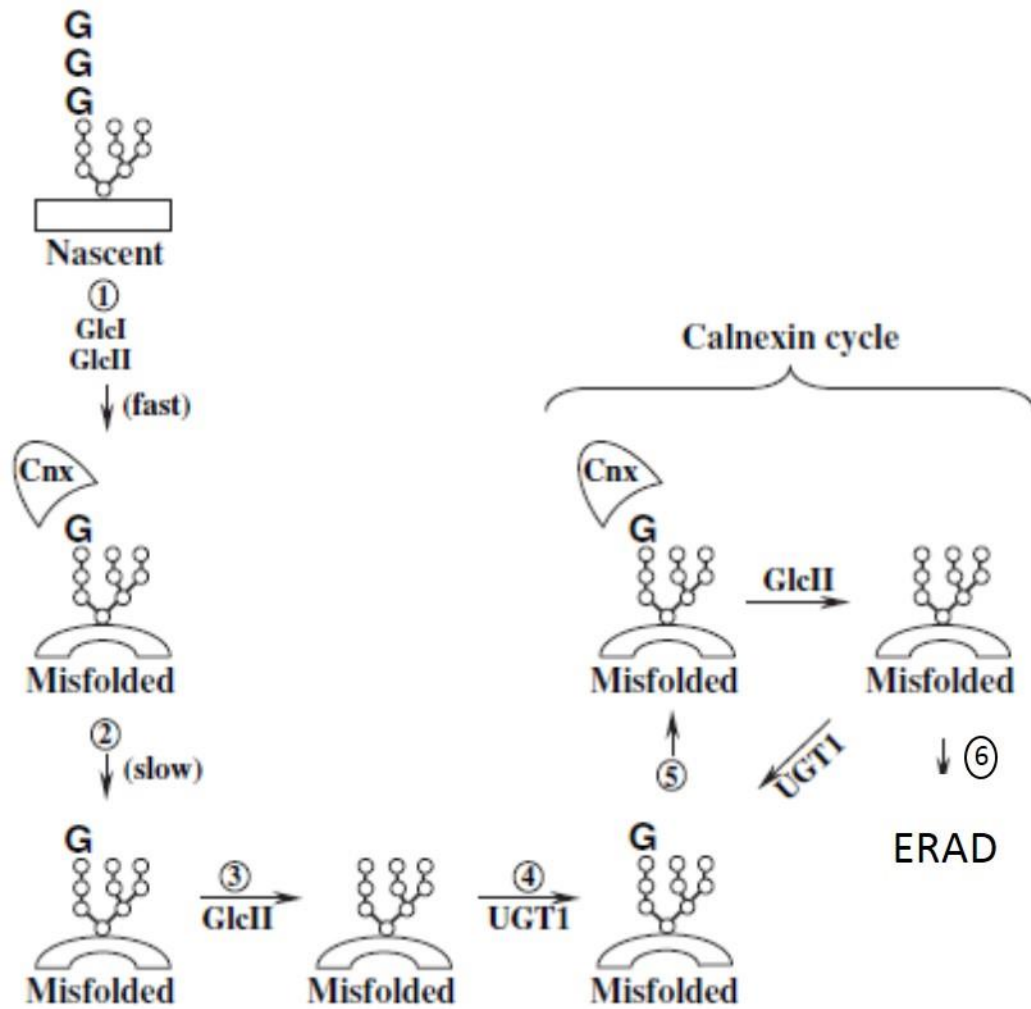 G
G
G
Nascent
①
GlcI
GlcII
(fast)
Calnexin cycle
Cnx
G
Misfolded
Cnx
G
GlcII
Misfolded
Misfolded
②
(slow)
⑤
UGT1
⑥
ERAD
G
③
GlcII
④
UGT1
G
Misfolded
Misfolded
Misfolded